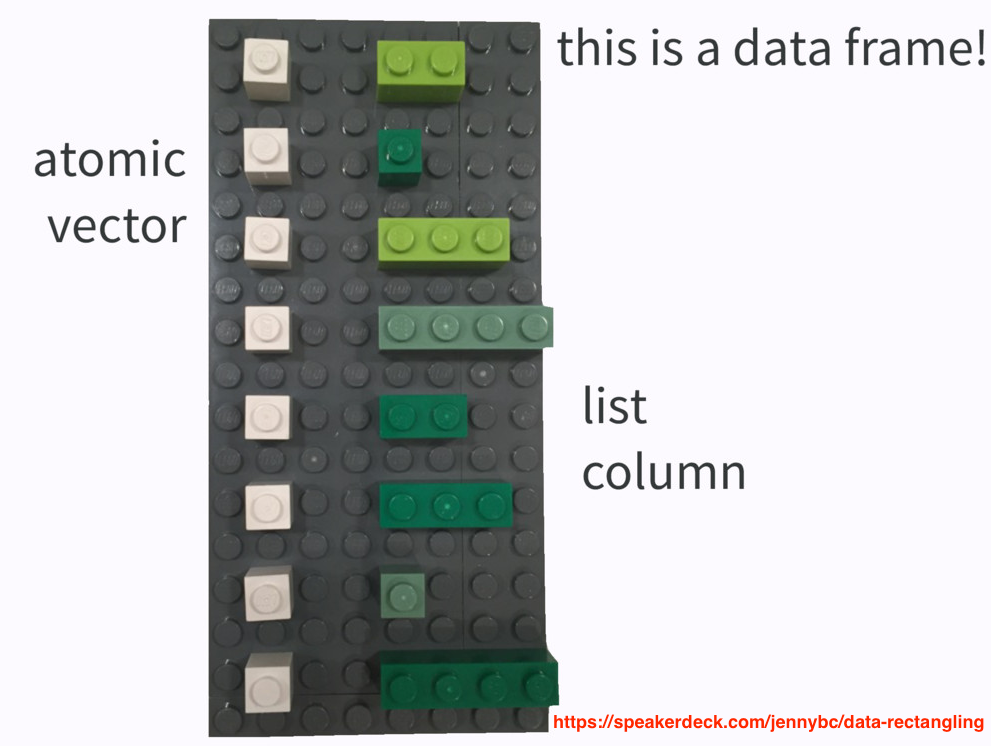 this is a data frame!
atomic
vector
list
column
https://speakerdeck.com/jennybc/data-rectangling